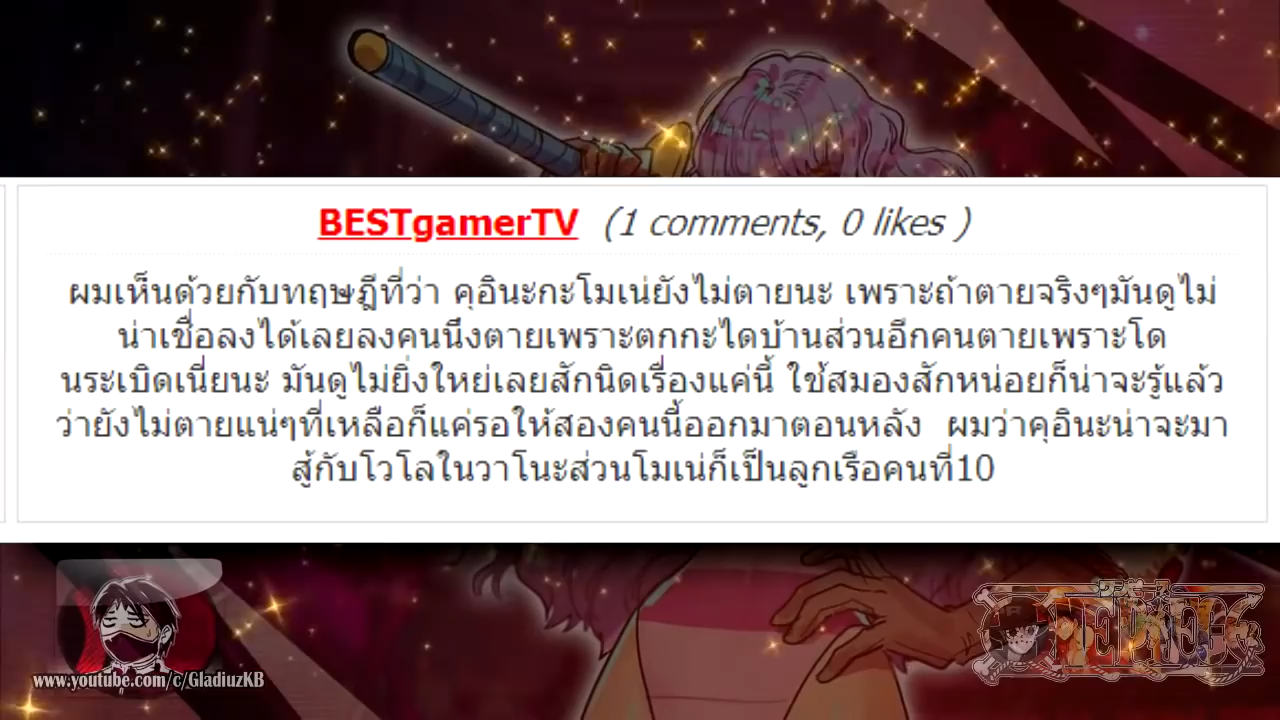 BESTgamerTV (1 comments, 0 likes )
ผมเห็นด้วยกับทฤษฎีที่ว่า คุอินะกะโมเน่ยังไม่ตายนะ เพราะถ้าตายจริงๆมันดูไม่
น่าเชื่อลงได้เลยลงคนนึงตายเพราะตกกะไดบ้านส่วนอีกคนตายเพราะโด
นระเบิดเนี่ยนะ มันดูไม่ยิ่งใหย่เลยสักนิดเรื่องแค่นี้ ใช้สมองสักหน่อยก็น่าจะรู้แล้ว
ว่ายังไม่ตายแน่ๆที่เหลือก็แค่รอให้สองคนนี้ออกมาตอนหลัง ผมว่าคุอินะน่าจะมา
สู้กับโวโลในวาโนะส่วนโมเน่ก็เป็นลูกเรือคนที่10
www.youtube.com/c/GladiuzKB
ワンピース